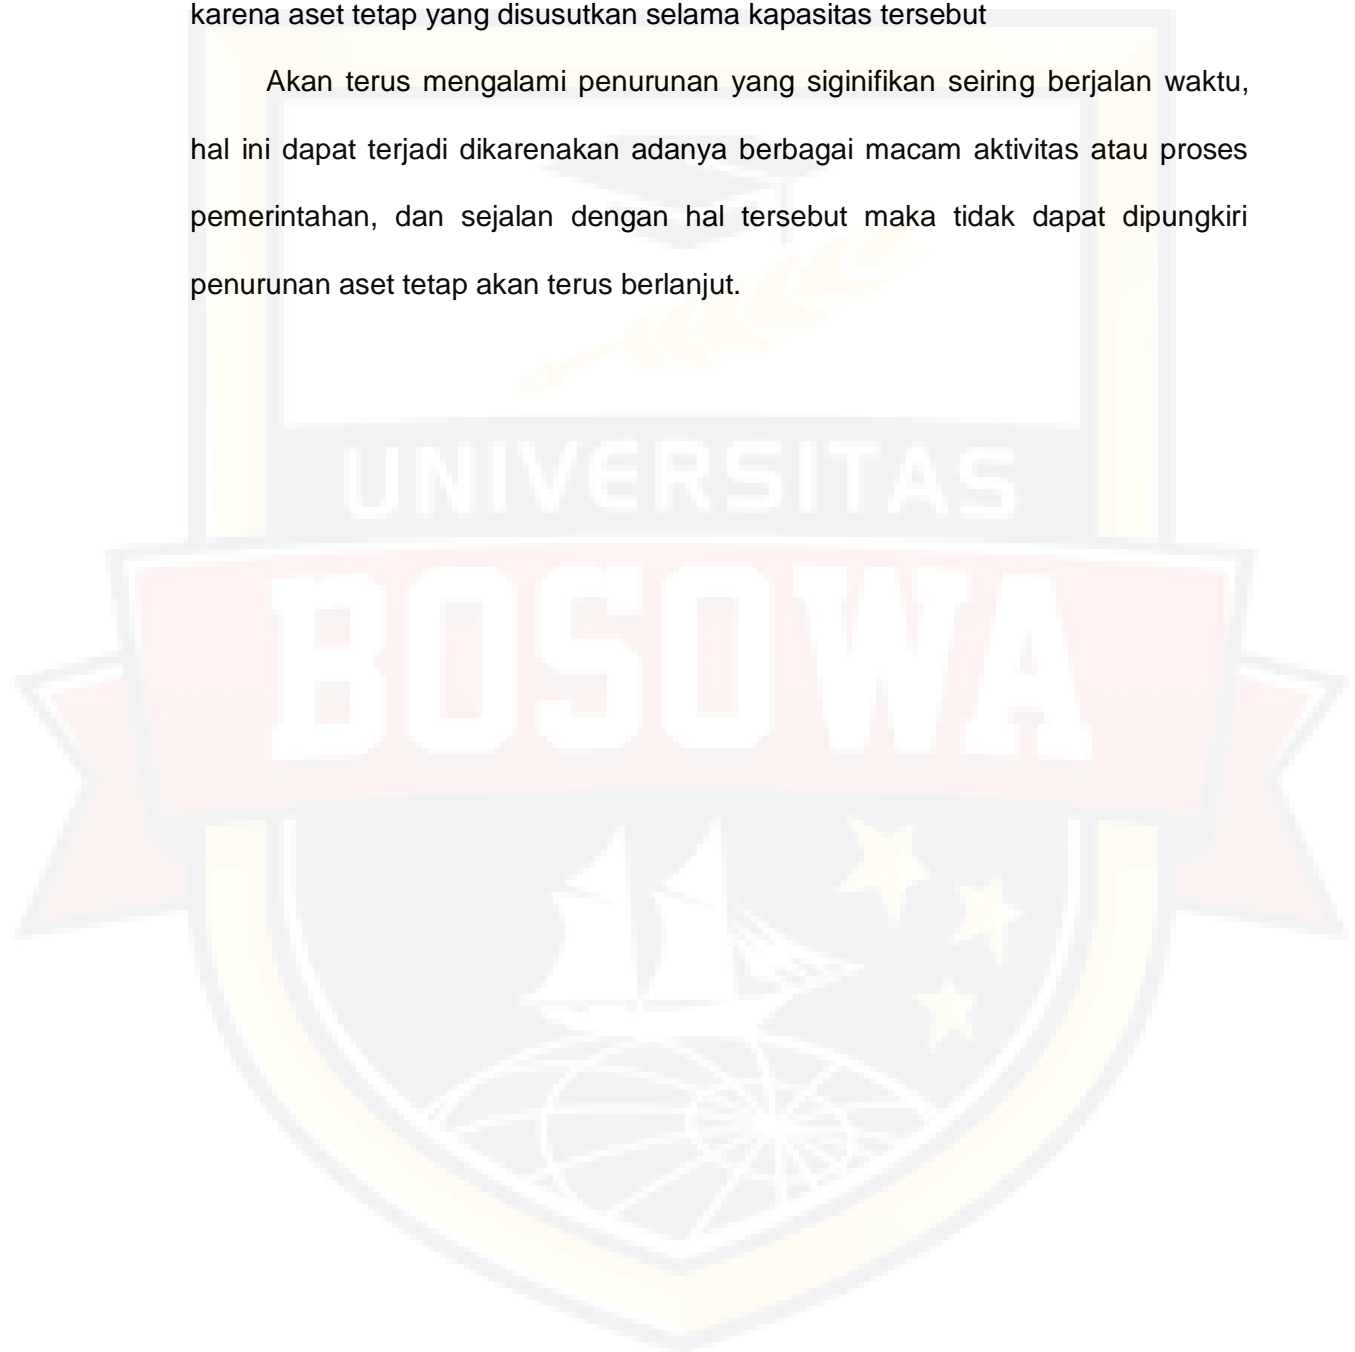 karena aset tetap yang disusutkan selama kapasitas tersebut
Akan terus mengalami penurunan yang siginifikan seiring berjalan waktu,
hal ini dapat terjadi dikarenakan adanya berbagai macam aktivitas atau proses
pemerintahan, dan sejalan dengan hal tersebut maka tidak dapat dipungkiri
penurunan aset tetap akan terus berlanjut.
UNIVERSITAS
BOSOWA